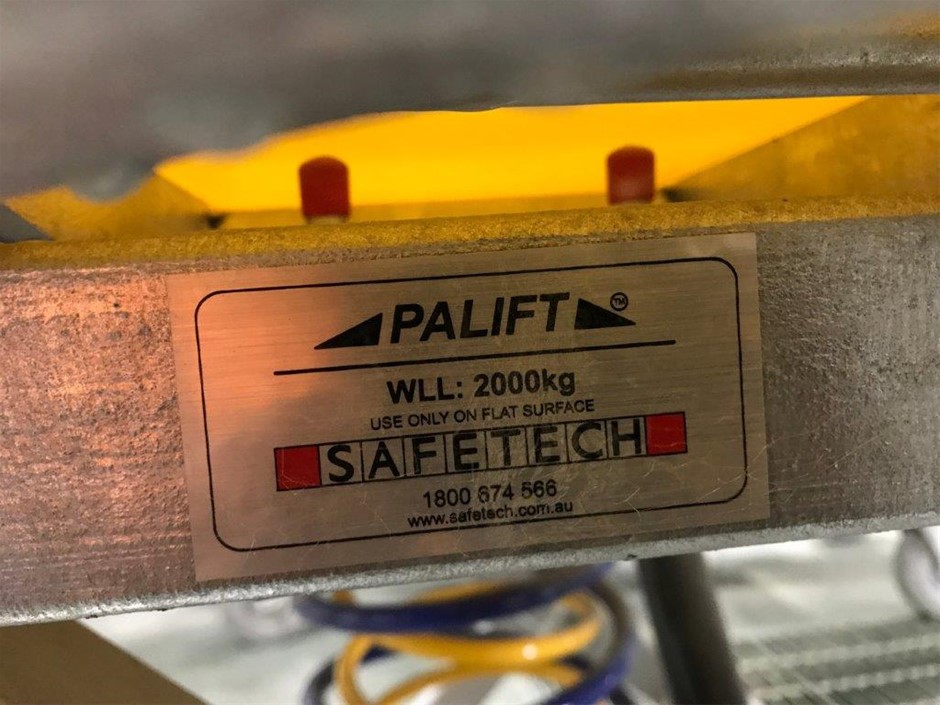 PALIFT™
WLL: 2000kg
USE ONLY ON FLAT SURFACE
SAFETECH
1800 674 566
www.safetech.com.au